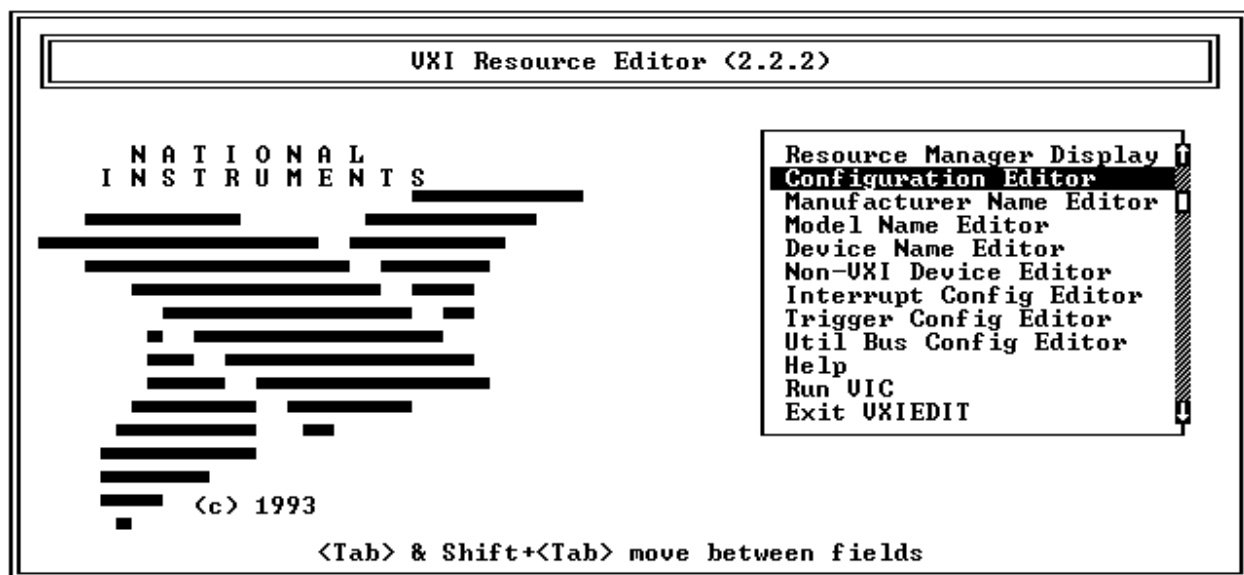 VXI Resource Editor (2.2.2)
N A T I O N A L
I N S T R U M E N T S
(c) 1993
Resource Manager Display
Configuration Editor
Manufacturer Name Editor
Model Name Editor
Device Name Editor
Non-VXI Device Editor
Interrupt Config Editor
Trigger Config Editor
Util Bus Config Editor
Help
Run VIC
Exit VXIEDIT
<Tab> & Shift+<Tab> move between fields